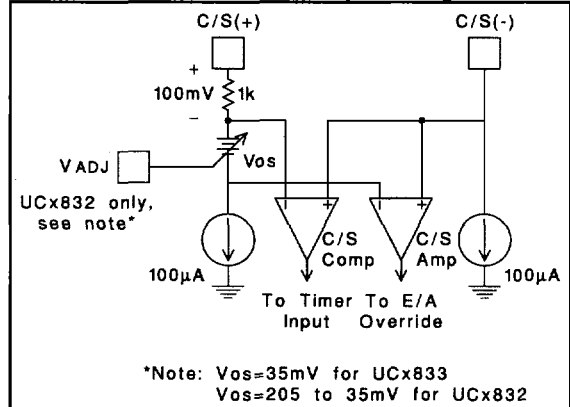 C/S(+)
C/S(-)
+
100mV
1k
-
VADJ
Vos
UCx832 only,
see note*
- +
- +
C/S
Comp
C/S
Amp
100µA
100µA
To Timer To E/A
Input Override
*Note: Vos=35mV for UCx833
Vos=205 to 35mV for UCx832